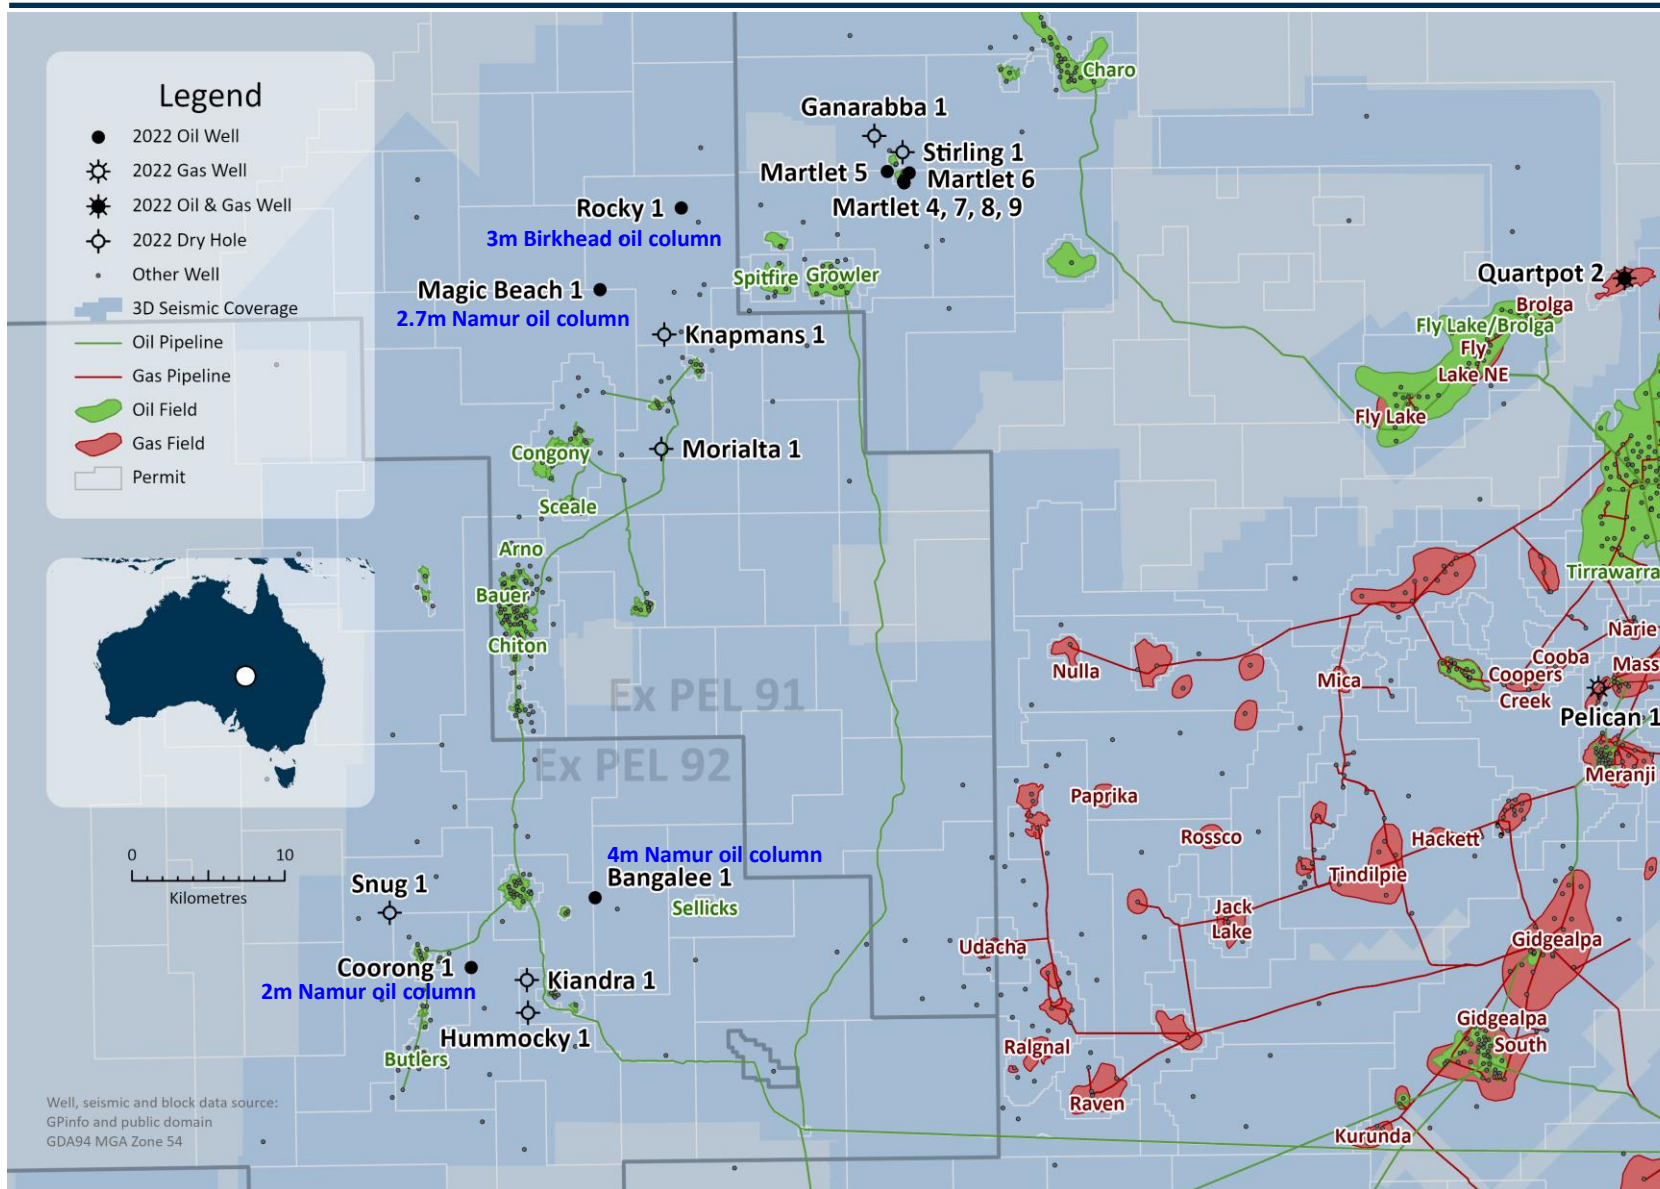 Legend
2022 Oil Well
2022 Gas Well
2022 Oil & Gas Well
2022 Dry Hole
Other Well
3D Seismic Coverage
Oil Pipeline
Gas Pipeline
Oil Field
Gas Field
Permit
0 10
Kilometres
Well, seismic and block data source:
GPinfo and public domain
GDA94 MGA Zone 54
Charo
Ganarabba 1
Stirling 1
Martlet 5
Martlet 6
Martlet 4, 7, 8, 9
Rocky 1
3m Birkhead oil column
Spitfire
Growler
Magic Beach 1
2.7m Namur oil column
Knapmans 1
Quartpot 2
Brolga
Fly Lake/Brolga
Fly
Lake NE
Fly Lake
Congony
Morialta 1
Sceale
Arno
Bauer
Chiton
Tirrawarra
Narie
Cooba
Mass
Coopers
Creek
Nulla
Mica
Pelican 1
Meranji
Ex PEL 91
Ex PEL 92
Paprika
Rossco
Hackett
Tindilpie
4m Namur oil column
Bangalee 1
Sellicks
Snug 1
Jack
Lake
Udacha
Gidgealpa
Coorong 1
2m Namur oil column
Kiandra 1
Hummocky 1
Butlers
Gidgealpa
South
Ralgnal
Raven
Kurunda